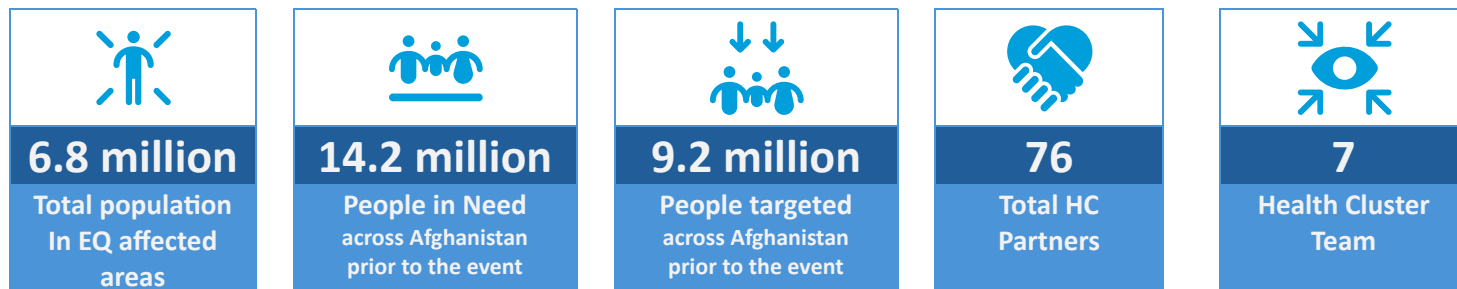 6.8 million
Total population
In EQ affected
areas
14.2 million
People in Need
across Afghanistan
prior to the event
9.2 million
People targeted
across Afghanistan
prior to the event
76
Total HC
Partners
7
Health Cluster
Team